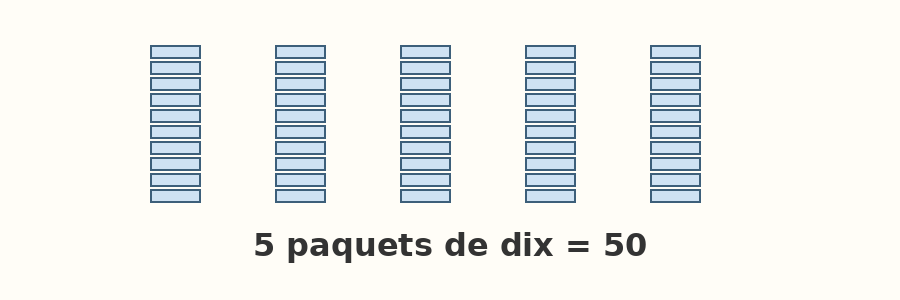 5 paquets de dix = 50